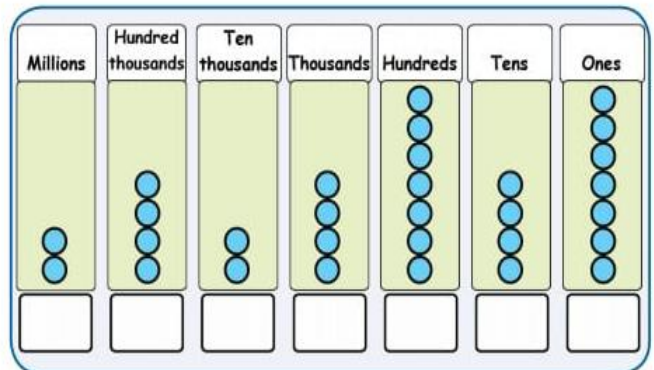 Millions
Hundred
thousands
Ten
thousands
Thousands
Hundreds
Tens
Ones